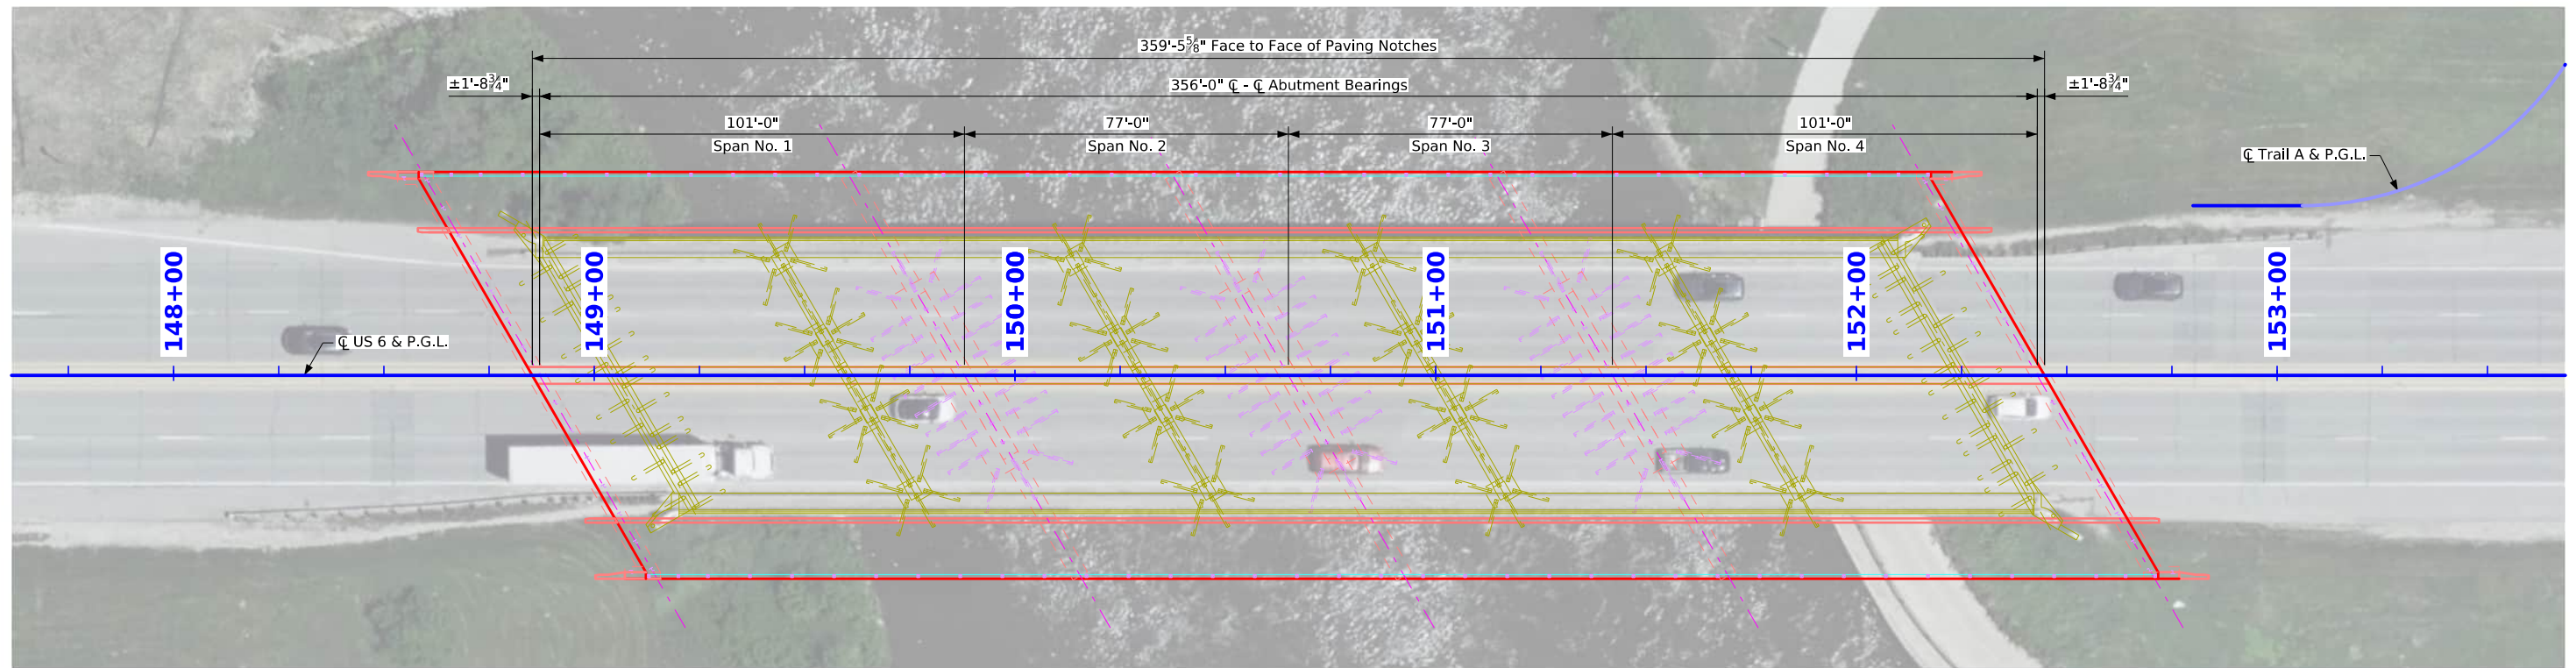 359'-5⅝" Face to Face of Paving Notches
±1'-8¾"
356'-0" ℄ - ℄ Abutment Bearings
±1'-8¾"
101'-0"
77'-0"
77'-0"
101'-0"
Span No. 1
Span No. 2
Span No. 3
Span No. 4
℄ Trail A & P.G.L.
148+00
149+00
150+00
151+00
152+00
153+00
℄ US 6 & P.G.L.